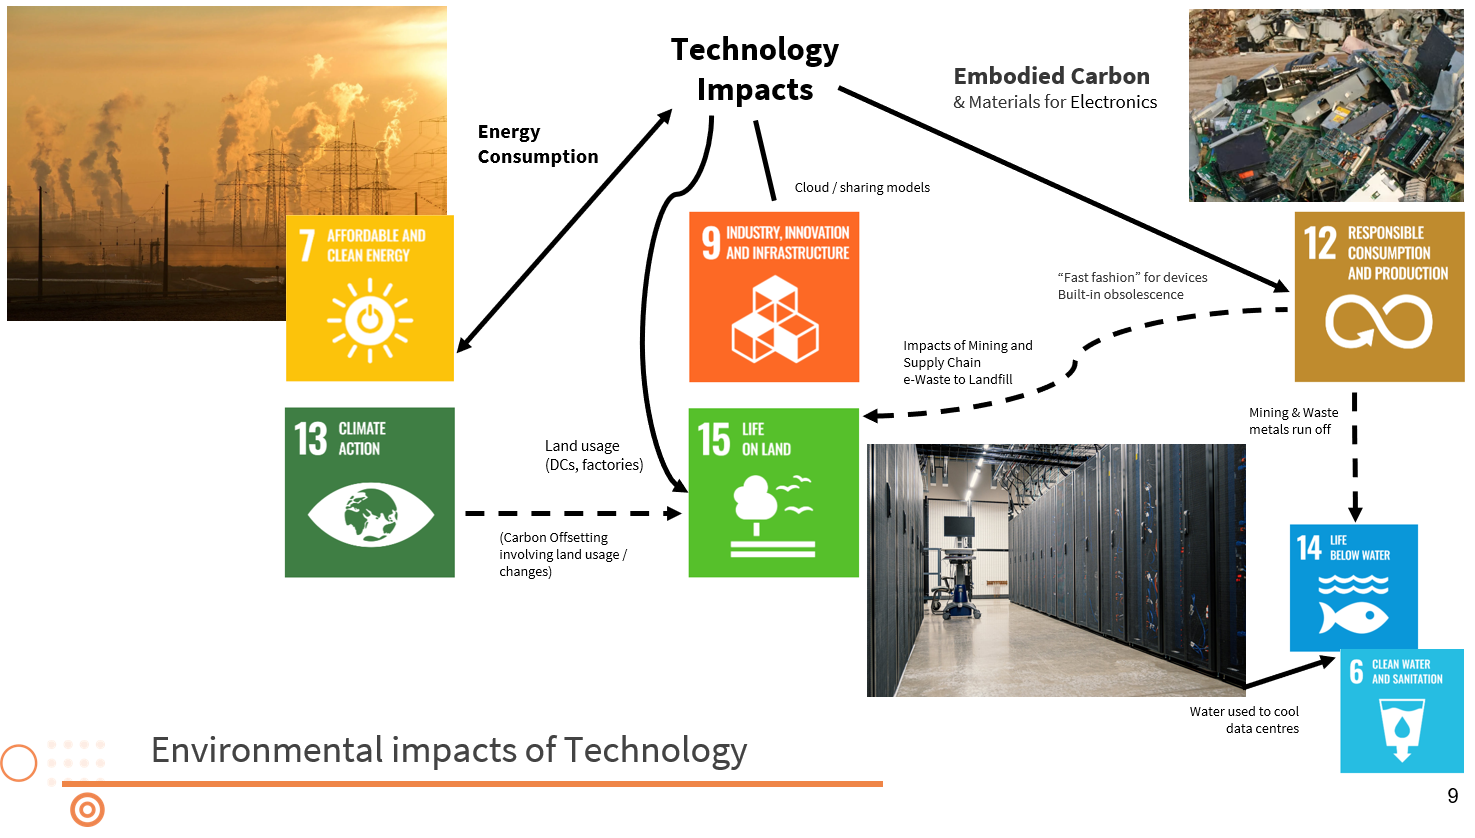 Technology
Impacts
Embodied Carbon
& Materials for Electronics
Energy
Consumption
Cloud / sharing models
7 AFFORDABLE AND
CLEAN ENERGY
9 INDUSTRY, INNOVATION
AND INFRASTRUCTURE
12 RESPONSIBLE
CONSUMPTION
AND PRODUCTION
“Fast fashion” for devices
Built-in obsolescence
Impacts of Mining and
Supply Chain
e-Waste to Landfill
13 CLIMATE
ACTION
Land usage
(DCs, factories)
15 LIFE
ON LAND
Mining & Waste
metals run off
(Carbon Offsetting
involving land usage /
changes)
14 LIFE
BELOW WATER
6 CLEAN WATER
AND SANITATION
Water used to cool
data centres
Environmental impacts of Technology
9